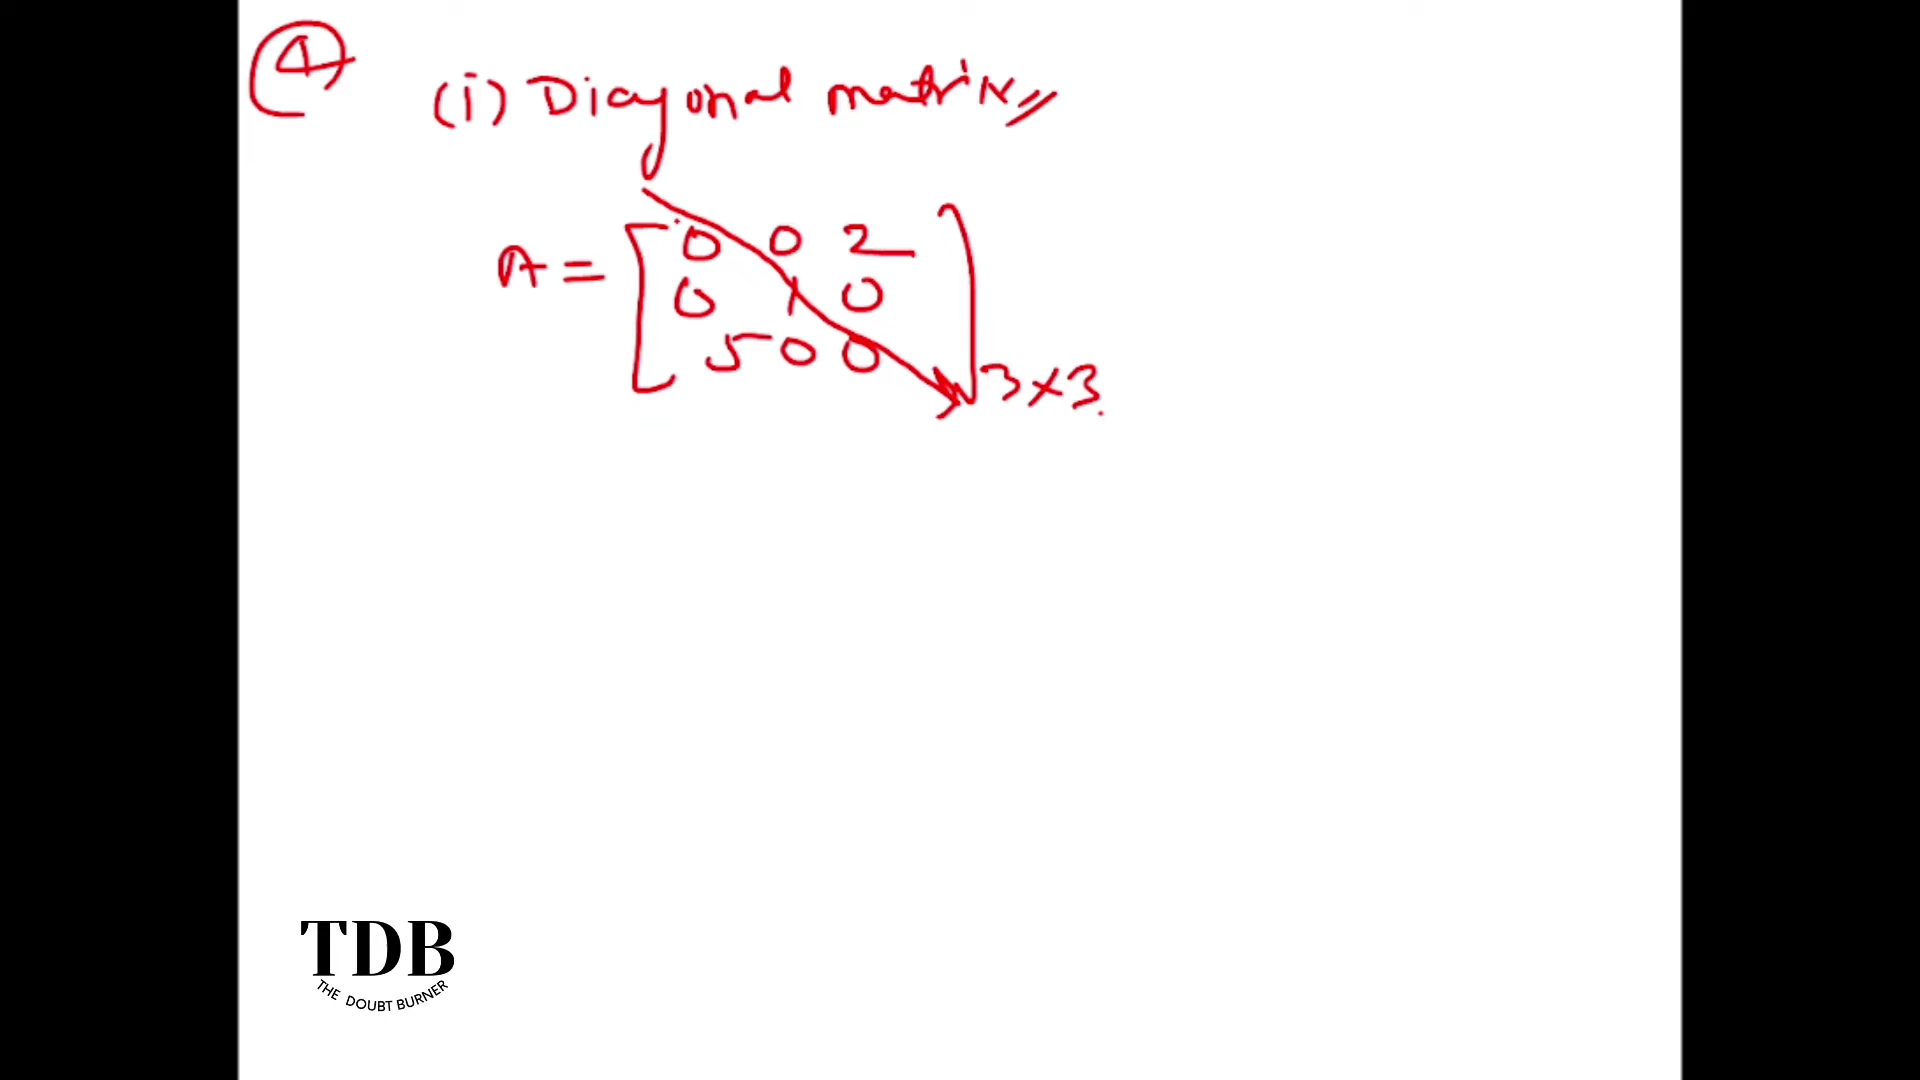 4
(i) Diagonal matrix
A = [ 0 0 2
0 1 0
5 0 0 ] 3×3
TDB
THE DOUBT BURNER